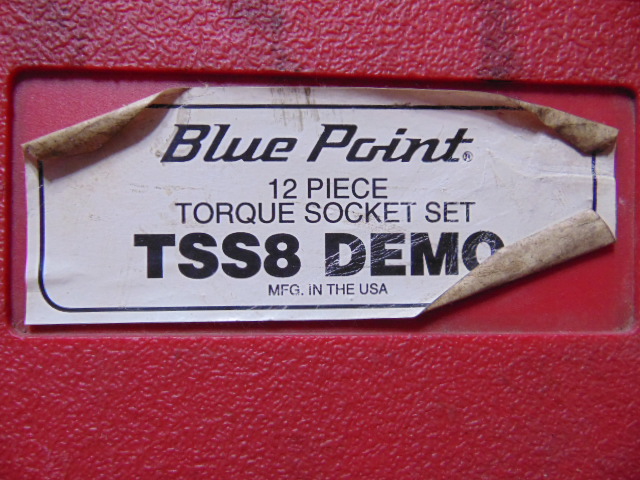 Blue Point®
12 PIECE
TORQUE SOCKET SET
TSS8 DEMO
MFG. IN THE USA